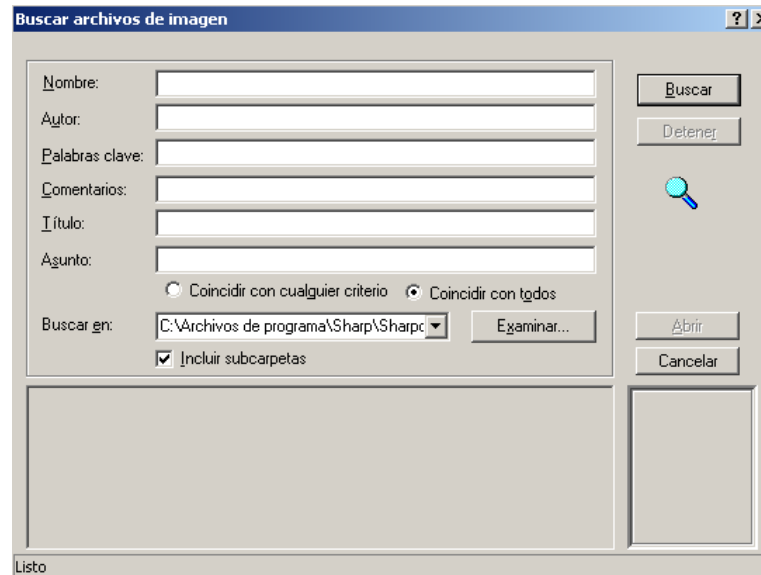 Buscar archivos de imagen
Nombre:
Buscar
Autor:
Detener
Palabras clave:
Comentarios:
Título:
Asunto:
Coincidir con cualquier criterio Coincidir con todos
Buscar en: C:\Archivos de programa\Sharp\Sharpd Examinar... Abrir
Incluir subcarpetas Cancelar
Listo